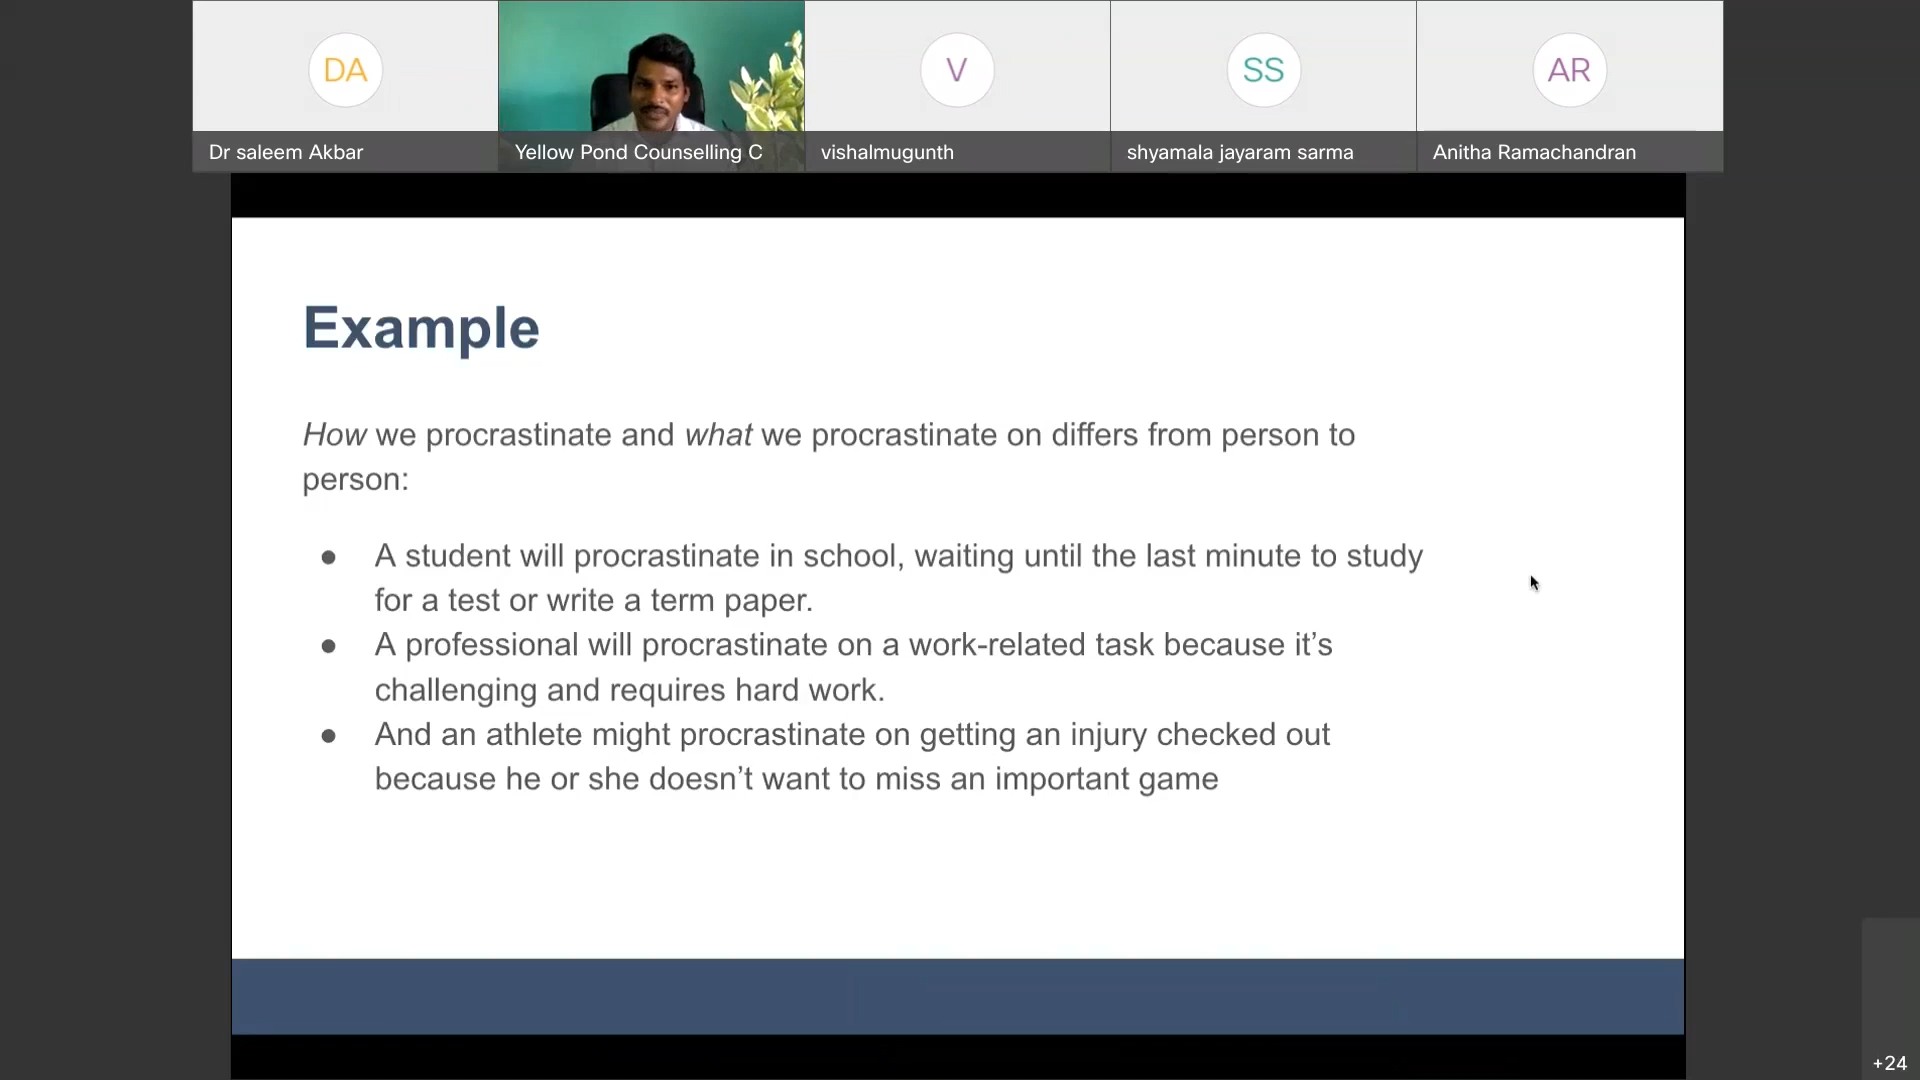 DA
V
SS
AR
Dr saleem Akbar
Yellow Pond Counselling C
vishalmugunth
shyamala jayaram sarma
Anitha Ramachandran
Example
How we procrastinate and what we procrastinate on differs from person to
person:
● A student will procrastinate in school, waiting until the last minute to study
for a test or write a term paper.
● A professional will procrastinate on a work-related task because it’s
challenging and requires hard work.
● And an athlete might procrastinate on getting an injury checked out
because he or she doesn’t want to miss an important game
+24